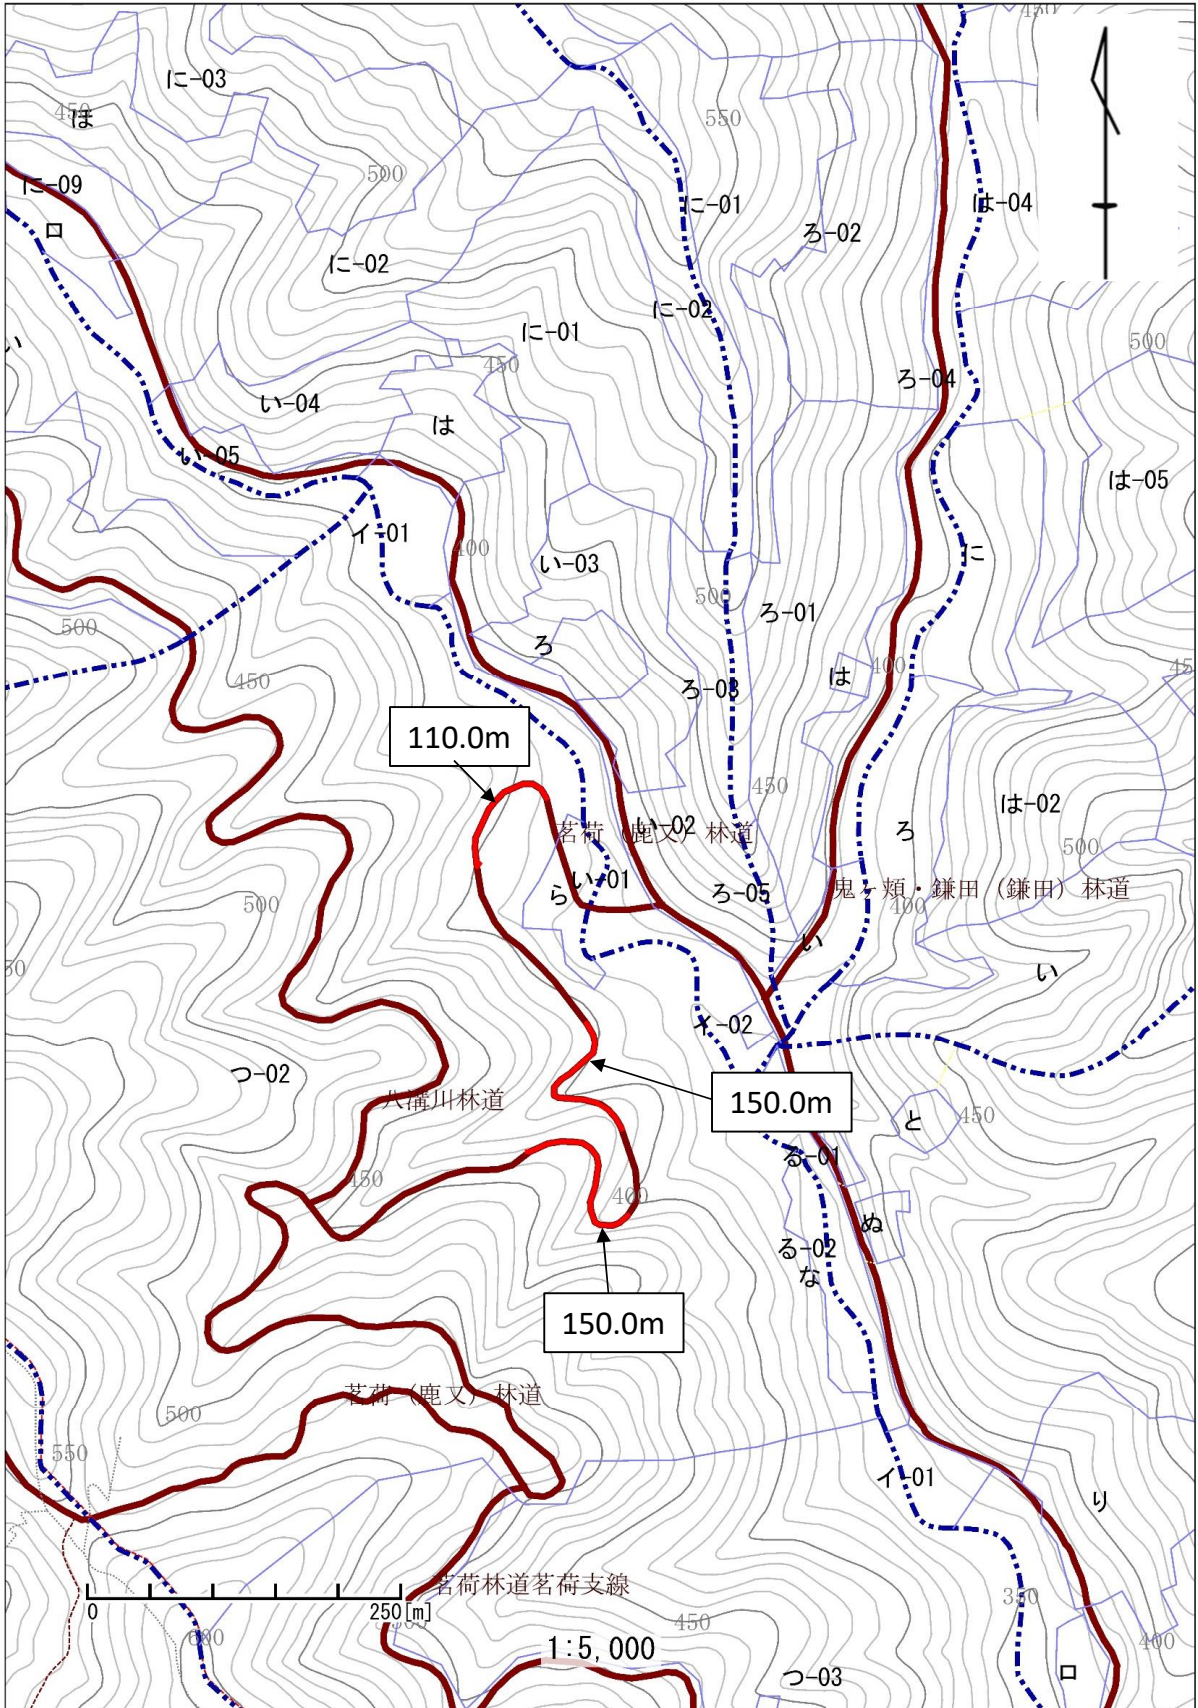 450
に-03
450
ほ
550
500
に-09
に-01
は-04
ロ
ろ-02
に-02
に-02
に-01
500
い
450
ろ-04
い-04
は
い-05
は-05
イ-01
400
に
い-03
500
ろ-01
500
ろ
400
は
450
ろ-03
110.0m
450
は-02
い-02
茗荷（鹿又）林道
ろ
500
い-01
鬼ヶ頬・鎌田（鎌田）林道
ら
ろ-05
500
400
い
い
イ-02
つ-02
八溝川林道
150.0m
と
450
る-01
450
400
ぬ
る-02
な
150.0m
茗荷（鹿又）林道
500
550
イ-01
り
茗荷林道茗荷支線
0
250[m]
350
600
450
1:5,000
400
つ-03
ロ